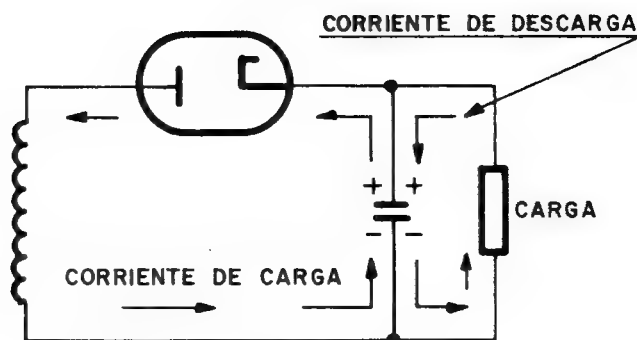 CORRIENTE DE DESCARGA
+ +
CARGA
- -
CORRIENTE DE CARGA